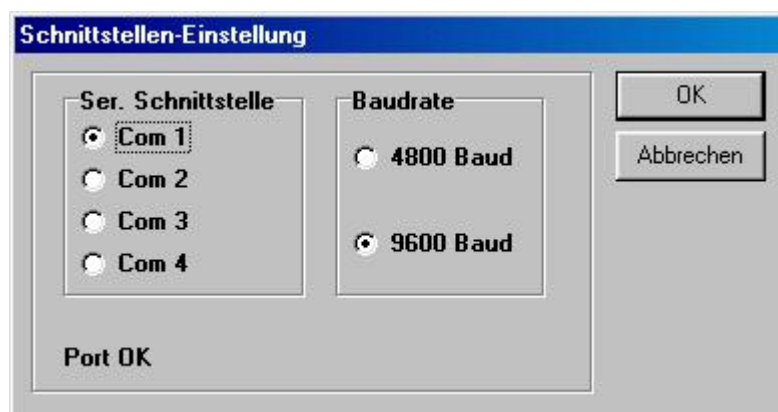 Schnittstellen-Einstellung
Ser. Schnittstelle
Com 1
Com 2
Com 3
Com 4
Baudrate
4800 Baud
9600 Baud
Port OK
OK
Abbrechen